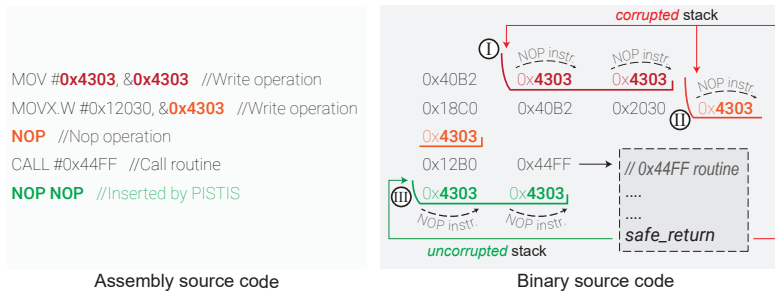 MOV #0x4303, &0x4303 //Write operation
MOVX.W #0x12030, &0x4303 //Write operation
NOP //Nop operation
CALL #0x44FF //Call routine
NOP NOP //Inserted by PISTIS
Assembly source code
corrupted stack
I
NOP instr.
NOP instr.
0x40B2 0x4303 0x4303
NOP instr.
0x18C0 0x40B2 0x2030 II 0x4303
0x4303
0x12B0 0x44FF
// 0x44FF routine
....
....
safe_return
III 0x4303 0x4303
NOP instr. NOP instr.
uncorrupted stack
Binary source code